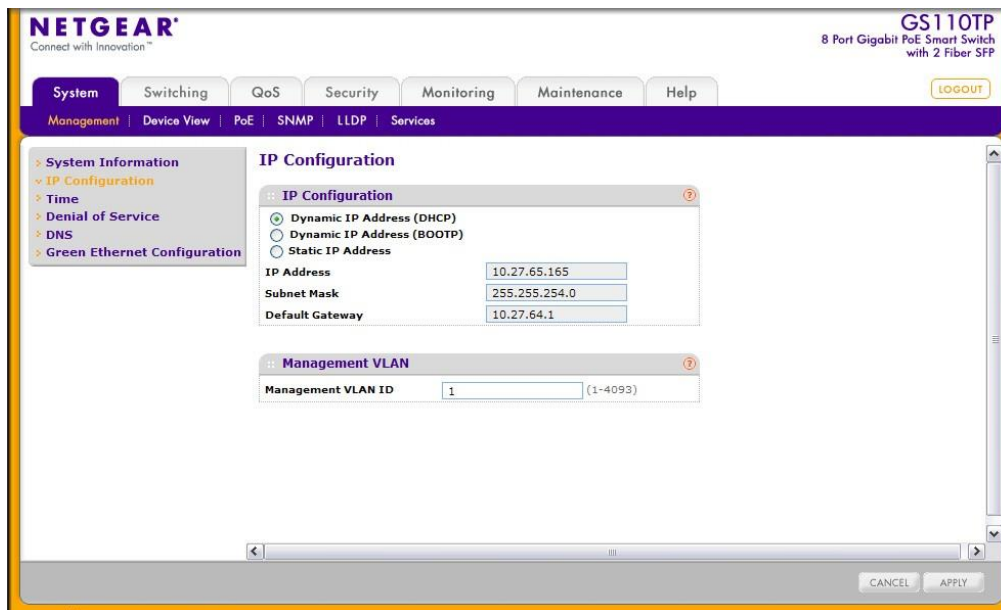 NETGEAR®
Connect with Innovation™
GS110TP
8 Port Gigabit PoE Smart Switch
with 2 Fiber SFP
System Switching QoS Security Monitoring Maintenance Help LOGOUT
Management | Device View | PoE | SNMP | LLDP | Services
System Information
IP Configuration
Time
Denial of Service
DNS
Green Ethernet Configuration
IP Configuration
IP Configuration ?
Dynamic IP Address (DHCP)
Dynamic IP Address (BOOTP)
Static IP Address
IP Address 10.27.65.165
Subnet Mask 255.255.254.0
Default Gateway 10.27.64.1
Management VLAN ?
Management VLAN ID 1 (1-4093)
CANCEL APPLY